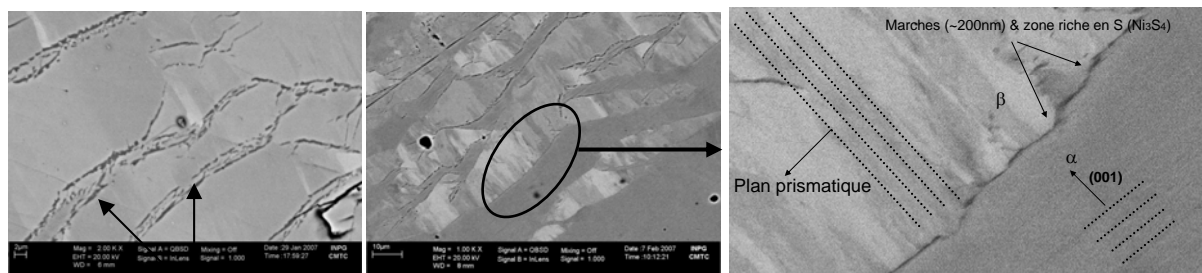 2µm
Mag = 2.00 K X
Signal A = QBSD
Mixing = Off
Date :29 Jan 2007
INPG
EHT = 20.00 kV
Signal = 1.000
Time :17:59:27
CMTC
WD = 6 mm
10µm
Mag = 1.00 K X
Signal A = QBSD
Mixing = Off
Date :7 Feb 2007
INPG
EHT = 20.00 kV
Signal B = InLens
Signal = 1.000
Time :10:12:21
CMTC
WD = 8 mm
Marches (~200nm) & zone riche en S (Ni₃S₄)
β
α
(001)
Plan prismatique